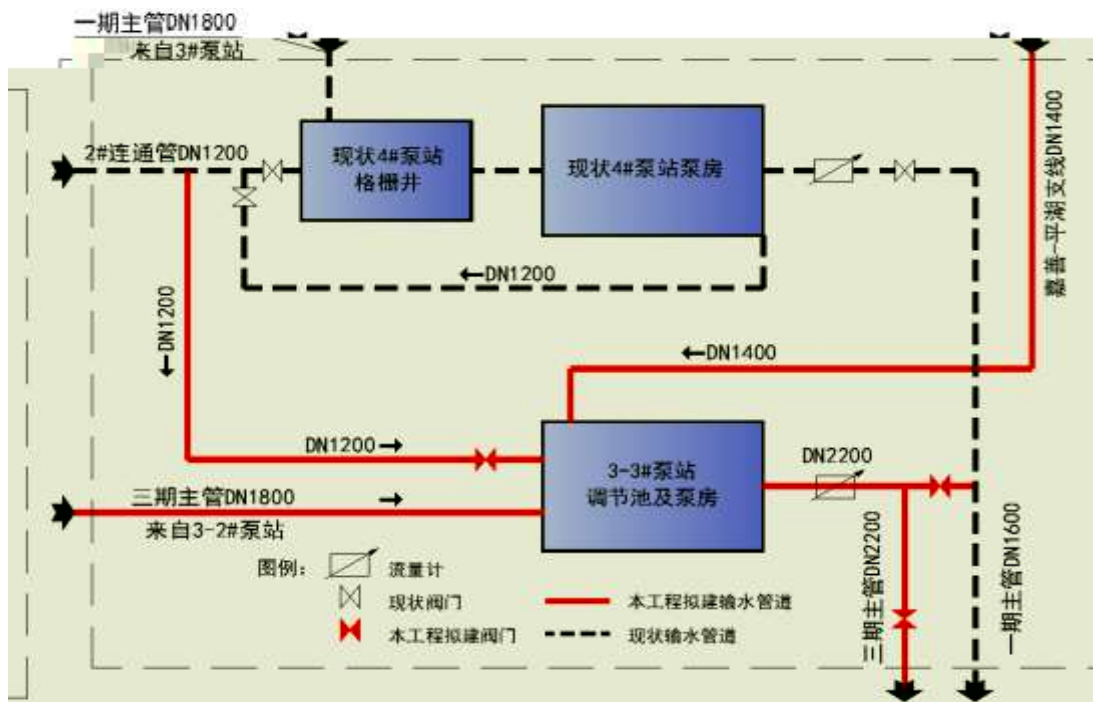 一期主管DN1800
来自3#泵站
2#连通管DN1200
现状4#泵站
格栅井
现状4#泵站泵房
嘉善-平湖支线DN1400
←DN1200
←DN1200
←DN1400
DN1200→
三期主管DN1800
来自3-2#泵站
3-3#泵站
调节池及泵房
DN2200
三期主管DN2200
一期主管DN1600
图例：
流量计
现状阀门
本工程拟建阀门
本工程拟建输水管道
现状输水管道